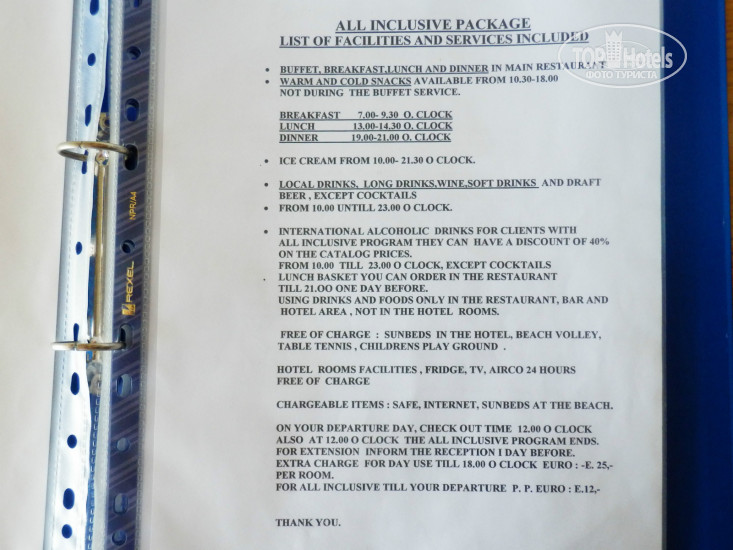 ALL INCLUSIVE PACKAGE
LIST OF FACILITIES AND SERVICES INCLUDED
TOP Hotels
ФОТО ТУРИСТА
• BUFFET, BREAKFAST,LUNCH AND DINNER IN MAIN RESTAURANT
• WARM AND COLD SNACKS AVAILABLE FROM 10.30-18.00
NOT DURING THE BUFFET SERVICE.
BREAKFAST 7.00- 9.30 O. CLOCK
LUNCH 13.00-14.30 O. CLOCK
DINNER 19.00-21.00 O. CLOCK
• ICE CREAM FROM 10.00- 21.30 O CLOCK.
• LOCAL DRINKS, LONG DRINKS,WINE,SOFT DRINKS AND DRAFT
BEER , EXCEPT COCKTAILS
• FROM 10.00 UNTILL 23.00 O CLOCK.
• INTERNATIONAL ALCOHOLIC DRINKS FOR CLIENTS WITH
ALL INCLUSIVE PROGRAM THEY CAN HAVE A DISCOUNT OF 40%
ON THE CATALOG PRICES.
FROM 10.00 TILL 23.00 O CLOCK, EXCEPT COCKTAILS
LUNCH BASKET YOU CAN ORDER IN THE RESTAURANT
TILL 21.OO ONE DAY BEFORE.
USING DRINKS AND FOODS ONLY IN THE RESTAURANT, BAR AND
HOTEL AREA , NOT IN THE HOTEL ROOMS.
FREE OF CHARGE : SUNBEDS IN THE HOTEL, BEACH VOLLEY,
TABLE TENNIS , CHILDRENS PLAY GROUND .
HOTEL ROOMS FACILITIES , FRIDGE, TV, AIRCO 24 HOURS
FREE OF CHARGE
CHARGEABLE ITEMS : SAFE, INTERNET, SUNBEDS AT THE BEACH.
ON YOUR DEPARTURE DAY, CHECK OUT TIME 12.00 O CLOCK
ALSO AT 12.00 O CLOCK THE ALL INCLUSIVE PROGRAM ENDS.
FOR EXTENSION INFORM THE RECEPTION I DAY BEFORE.
EXTRA CHARGE FOR DAY USE TILL 18.00 O CLOCK EURO : -E. 25,-
PER ROOM.
FOR ALL INCLUSIVE TILL YOUR DEPARTURE P. P. EURO : E.12,-
THANK YOU.
REXEL NPR/A4